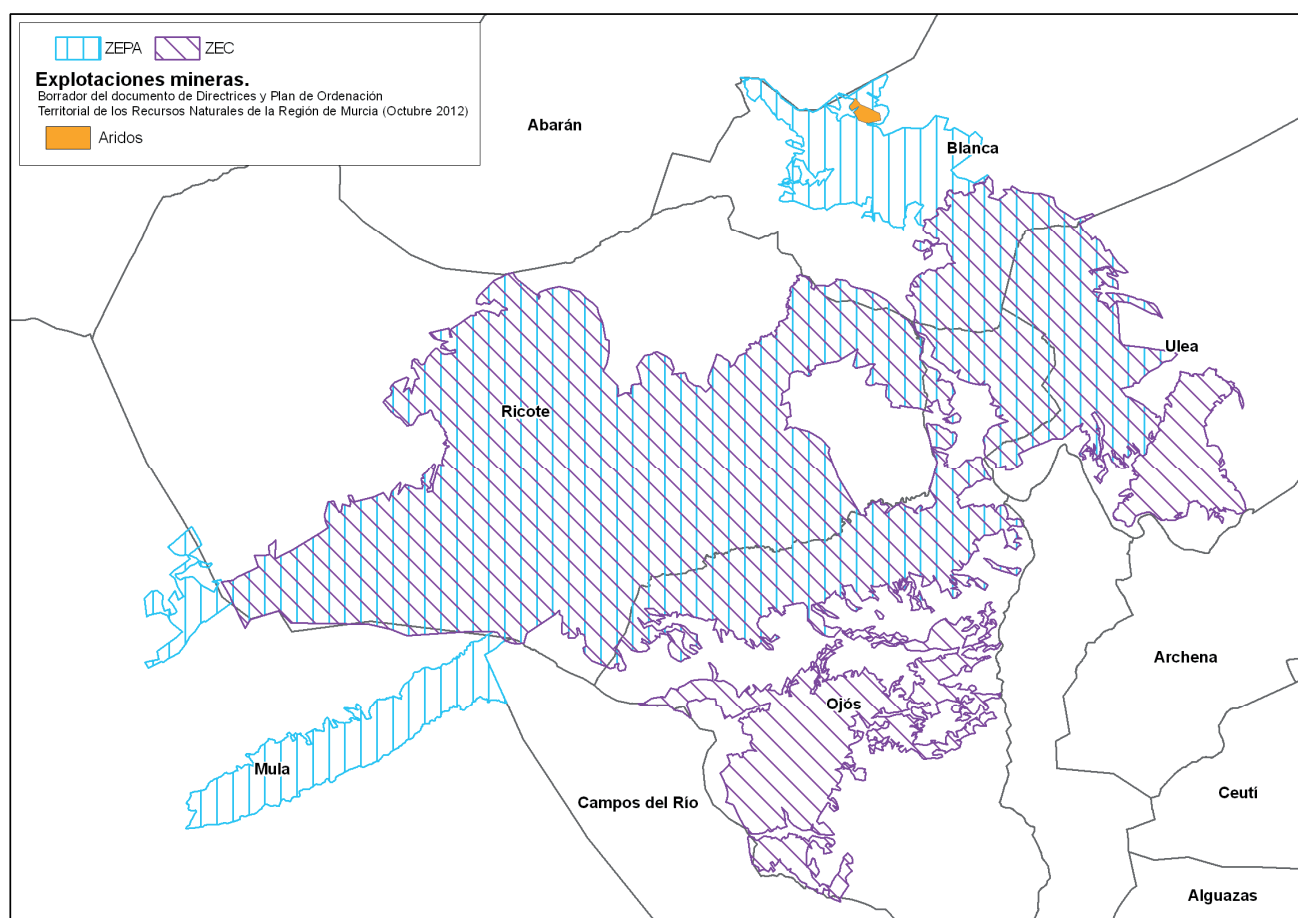 ZEPA ZEC
Explotaciones mineras.
Borrador del documento de Directrices y Plan de Ordenación
Territorial de los Recursos Naturales de la Región de Murcia (Octubre 2012)
Aridos
Abarán
Blanca
Ulea
Ricote
Archena
Ojós
Mula
Campos del Río
Ceutí
Alguazas